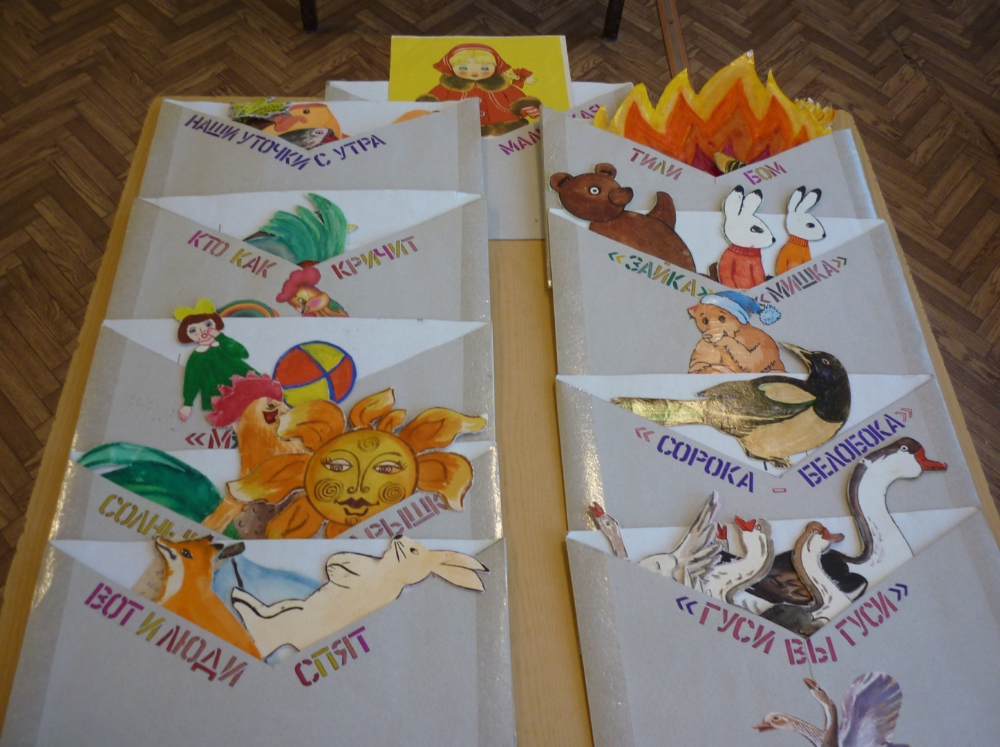 НАШИ УТОЧКИ С УТРА
КТО КАК КРИЧИТ
ВОТ И ЛЮДИ СПЯТ
ТИЛИ БОМ
«ЗАЙКА» «МИШКА»
« СОРОКА - БЕЛОБОКА»
«ГУСИ ВЫ ГУСИ»